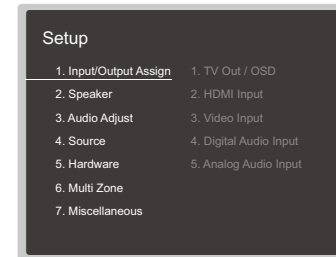 Setup
1. Input/Output Assign
2. Speaker
3. Audio Adjust
4. Source
5. Hardware
6. Multi Zone
7. Miscellaneous
1. TV Out / OSD
2. HDMI Input
3. Video Input
4. Digital Audio Input
5. Analog Audio Input